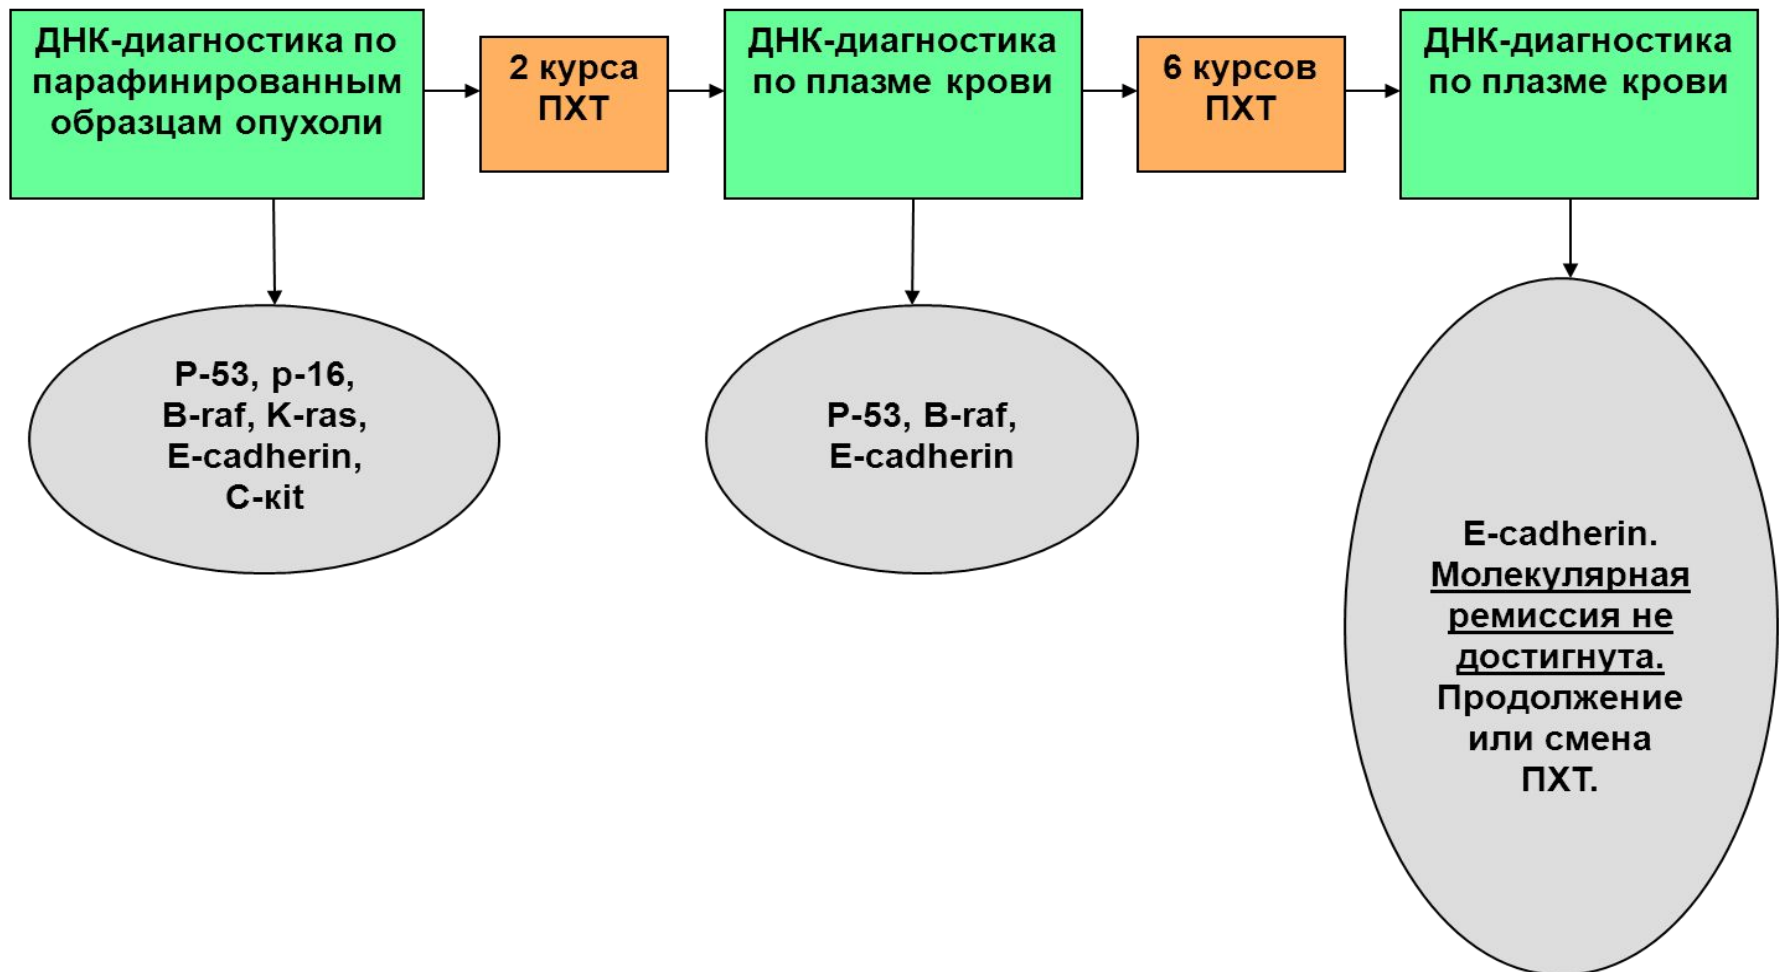 ДНК-диагностика по
парафинированным
образцам опухоли
2 курса
ПХТ
ДНК-диагностика
по плазме крови
6 курсов
ПХТ
ДНК-диагностика
по плазме крови
P-53, p-16,
B-raf, K-ras,
E-cadherin,
C-кit
P-53, B-raf,
E-cadherin
E-cadherin.
Молекулярная
ремиссия не
достигнута.
Продолжение
или смена
ПХТ.